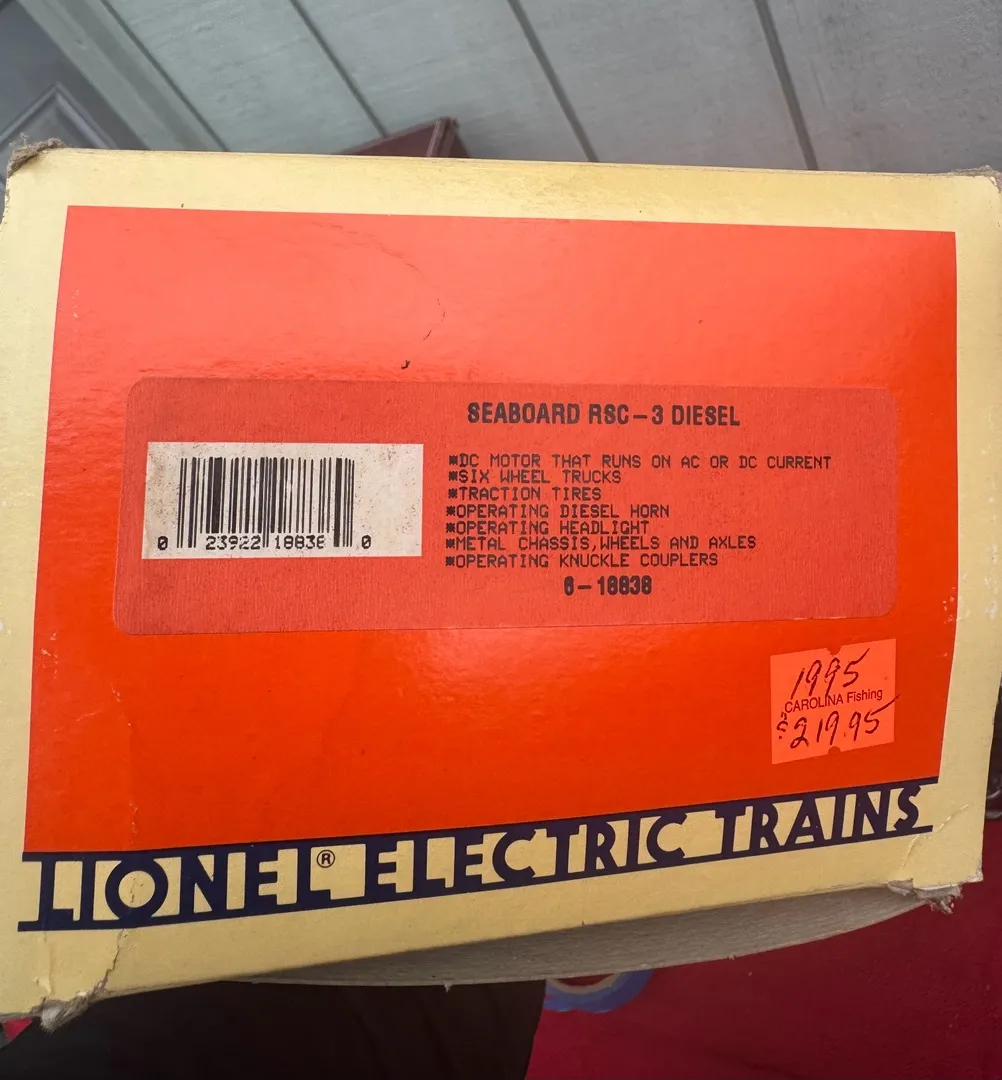 SEABOARD RSC-3 DIESEL
*DC MOTOR THAT RUNS ON AC OR DC CURRENT
*SIX WHEEL TRUCKS
*TRACTION TIRES
*OPERATING DIESEL HORN
*OPERATING HEADLIGHT
*METAL CHASSIS, WHEELS AND AXLES
*OPERATING KNUCKLE COUPLERS
6-18838
0 23922 18838 0
1995
CAROLINA Fishing
$219.95
LIONEL® ELECTRIC TRAINS